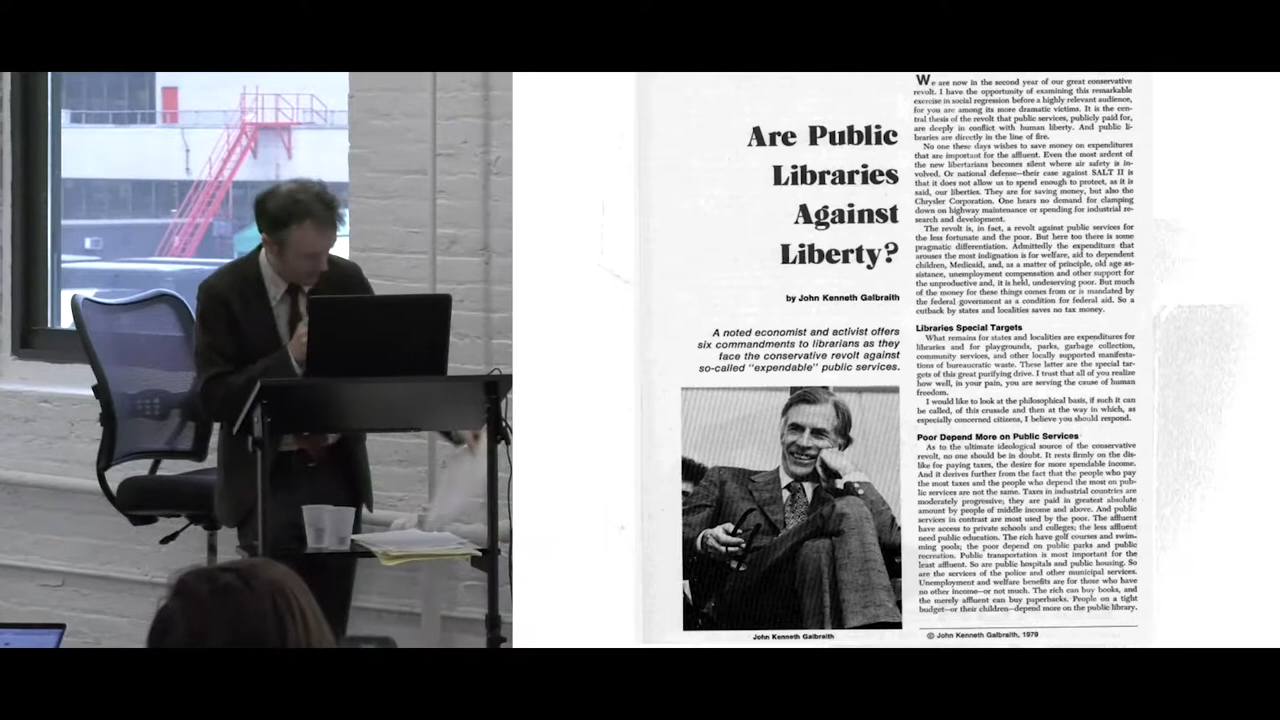 Are Public
Libraries
Against
Liberty?
by John Kenneth Galbraith
A noted economist and activist offers
six commandments to librarians as they
face the conservative revolt against
so-called "expendable" public services.
John Kenneth Galbraith
We are now in the second year of our great conservative
revolt. I have the opportunity of examining this remarkable
exercise in social regression before a highly relevant audience,
for you are among its more dramatic victims. It is the cen-
tral thesis of the revolt that public services, publicly paid for,
are deeply in conflict with human liberty. And public li-
braries are directly in the line of fire.
No one these days wishes to save money on expenditures
that are important for the affluent. Even the most ardent of
the new libertarians becomes silent where air safety is in-
volved. Or national defense—their case against SALT II is
that it does not allow us to spend enough to protect, as it is
said, our liberties. They are for saving money, but also the
Chrysler Corporation. One hears no demand for clamping
down on highway maintenance or spending for industrial re-
search and development.
The revolt is, in fact, a revolt against public services for
the less fortunate and the poor. But here too there is some
pragmatic differentiation. Admittedly the expenditure that
arouses the most indignation is for welfare, aid to dependent
children, Medicaid, and, as a matter of principle, old age as-
sistance, unemployment compensation and other support for
the unproductive and, it is held, undeserving poor. But much
of the money for these things comes from or is mandated by
the federal government as a condition for federal aid. So a
cutback by states and localities saves no tax money.
Libraries Special Targets
What remains for states and localities are expenditures for
libraries and for playgrounds, parks, garbage collection,
community services, and other locally supported manifesta-
tions of bureaucratic waste. These latter are the special tar-
gets of this great purifying drive. I trust that all of you realize
how well, in your pain, you are serving the cause of human
freedom.
I would like to look at the philosophical basis, if such it can
be called, of this crusade and then at the way in which, as
especially concerned citizens, I believe you should respond.
Poor Depend More on Public Services
As to the ultimate ideological source of the conservative
revolt, no one should be in doubt. It rests firmly on the dis-
like for paying taxes, the desire for more spendable income.
And it derives further from the fact that the people who pay
the most taxes and the people who depend the most on pub-
lic services are not the same. Taxes in industrial countries are
moderately progressive; they are paid in greatest absolute
amount by people of middle income and above. And public
services in contrast are most used by the poor. The affluent
have access to private schools and colleges; the less affluent
need public education. The rich have golf courses and swim-
ming pools; the poor depend on public parks and public
recreation. Public transportation is most important for the
least affluent. So are public hospitals and public housing. So
are the services of the police and other municipal services.
Unemployment and welfare benefits are for those who have
no other income—or not much. The rich can buy books, and
the merely affluent can buy paperbacks. People on a tight
budget—or their children—depend more on the public library.
© John Kenneth Galbraith, 1979